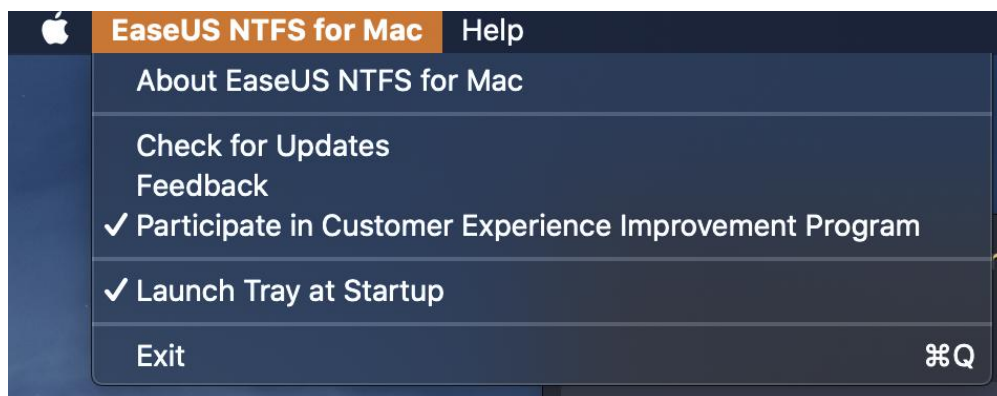 EaseUS NTFS for Mac Help
About EaseUS NTFS for Mac
Check for Updates
Feedback
✓ Participate in Customer Experience Improvement Program
✓ Launch Tray at Startup
Exit ⌘Q